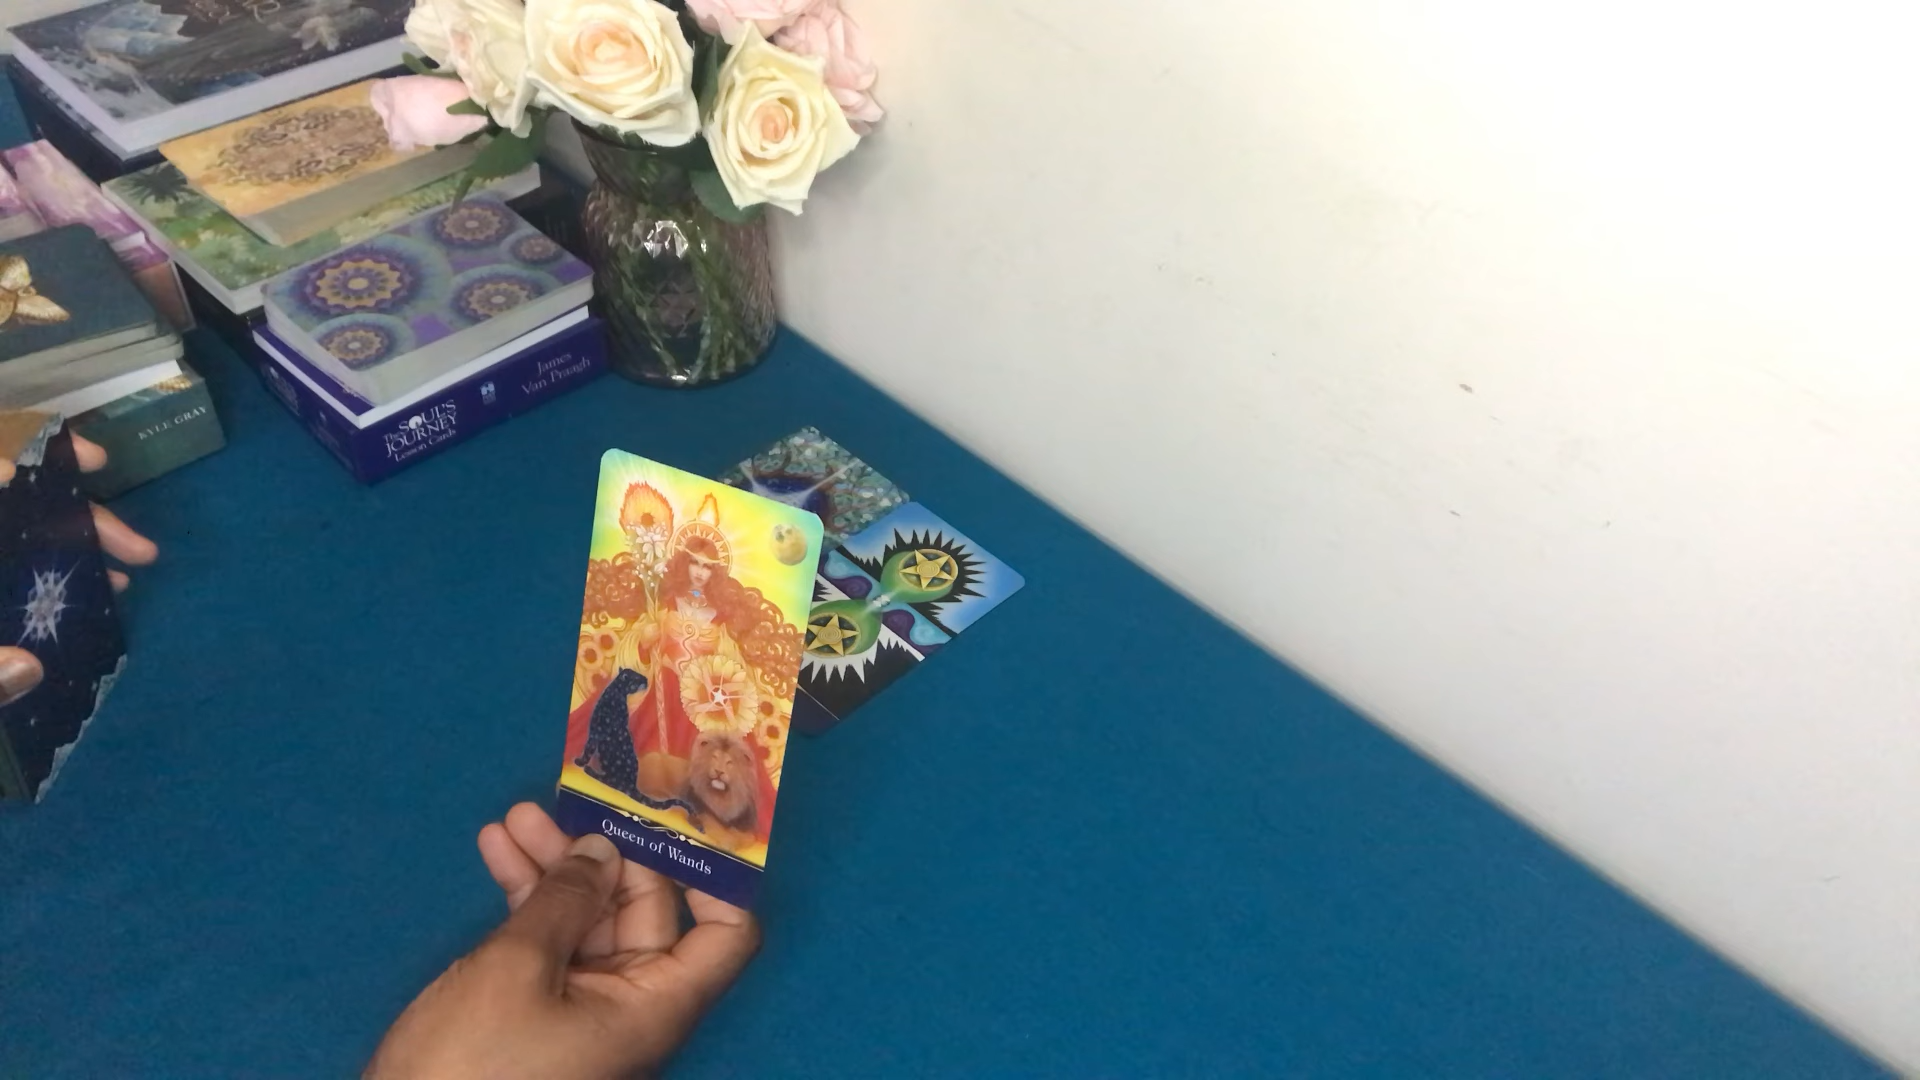 KYLE GRAY
The SOUL'S
JOURNEY
Lesson Cards
James
Van Praagh
Queen of Wands